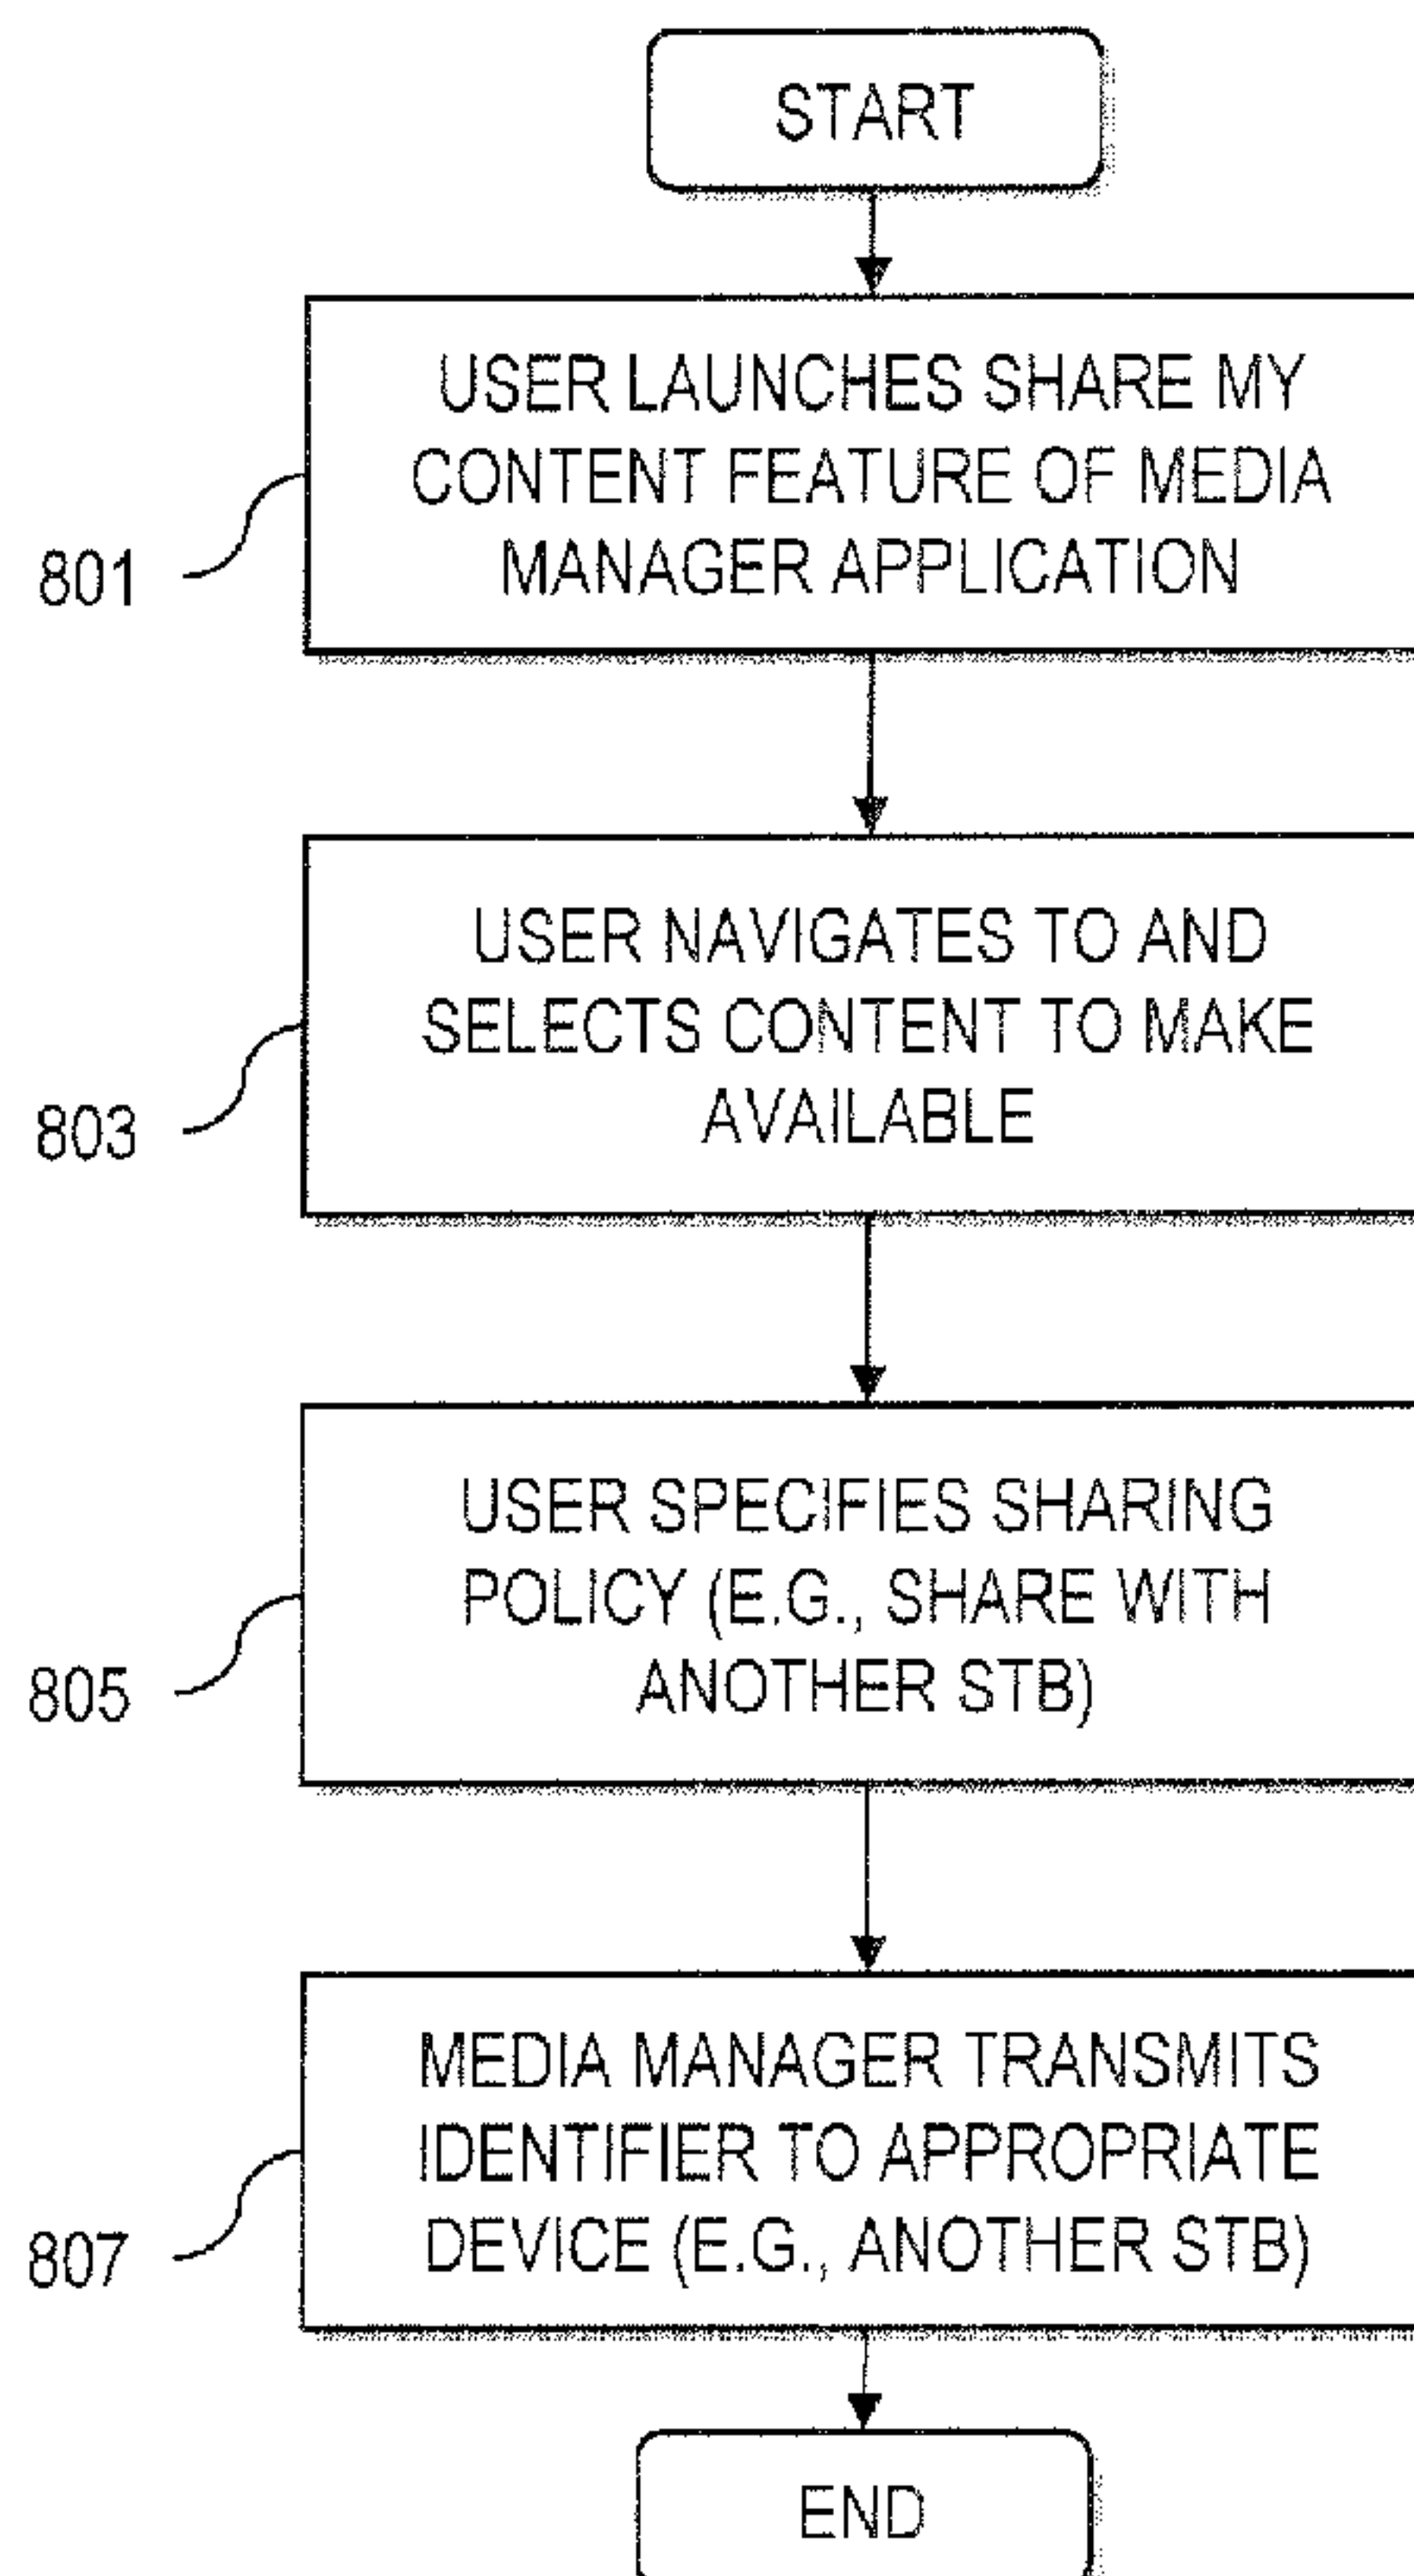 START
USER LAUNCHES SHARE MY
CONTENT FEATURE OF MEDIA
MANAGER APPLICATION
801
USER NAVIGATES TO AND
SELECTS CONTENT TO MAKE
AVAILABLE
803
USER SPECIFIES SHARING
POLICY (E.G., SHARE WITH
ANOTHER STB)
805
MEDIA MANAGER TRANSMITS
IDENTIFIER TO APPROPRIATE
DEVICE (E.G., ANOTHER STB)
807
END